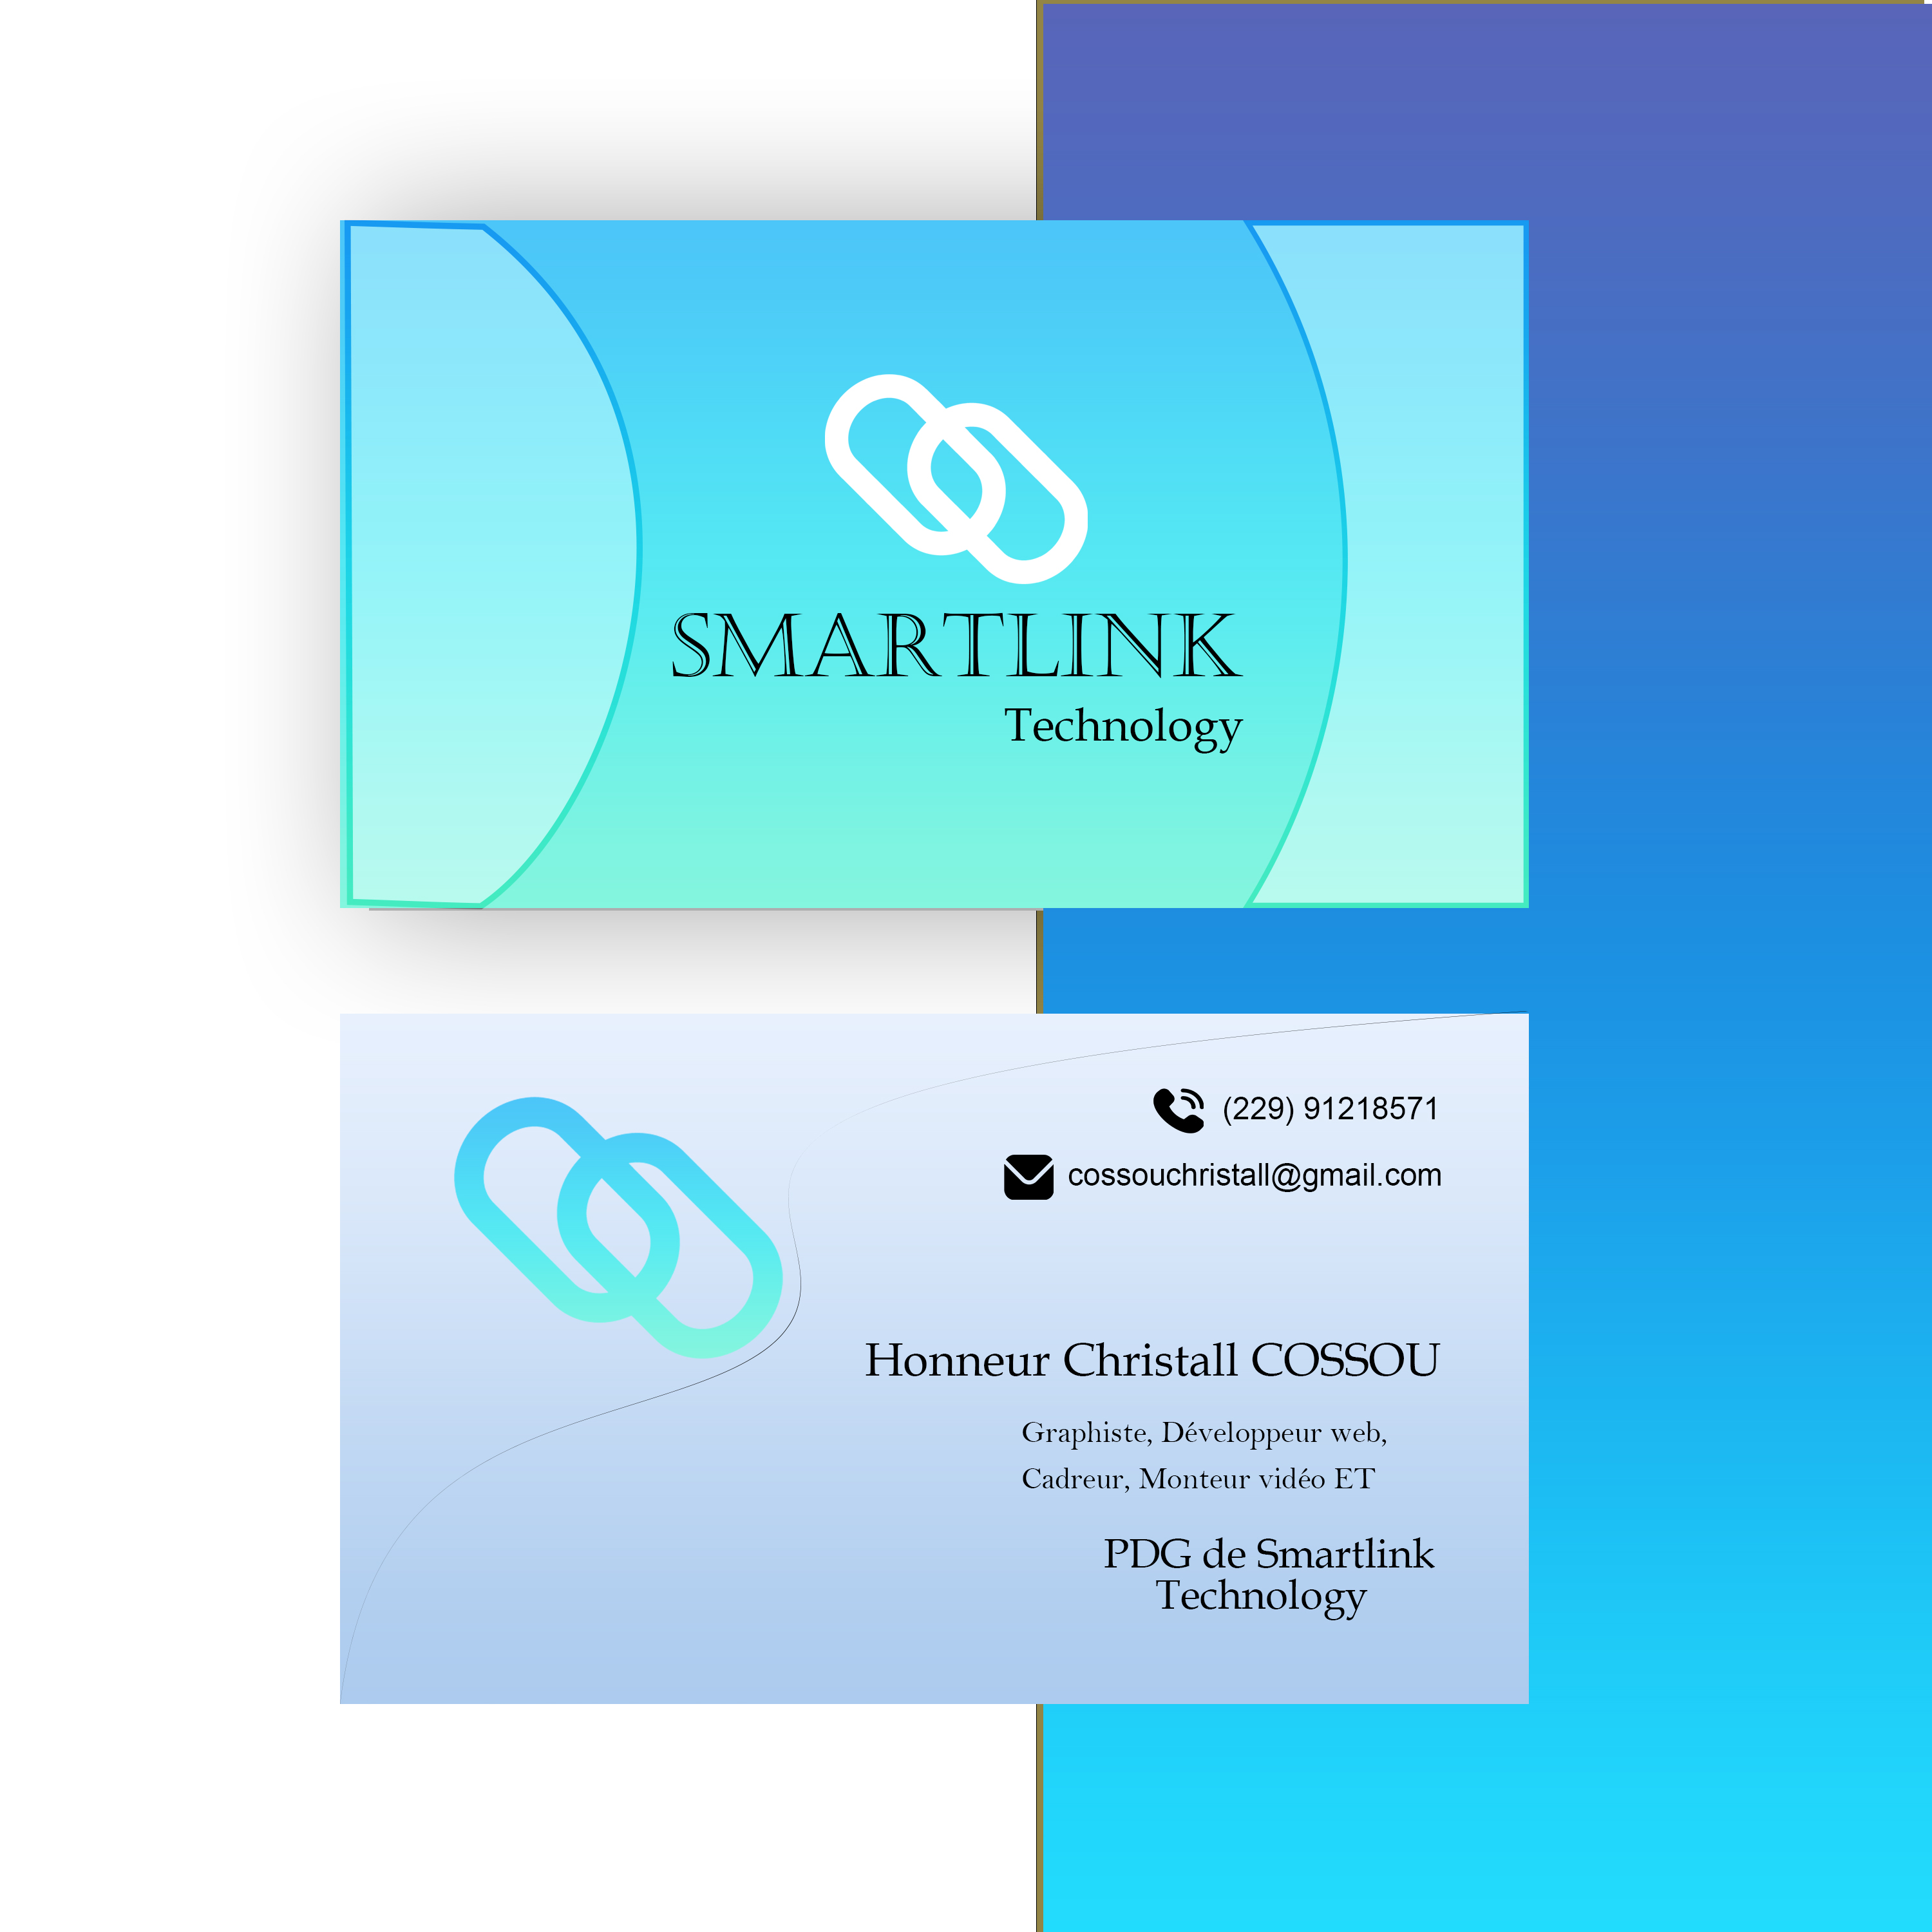 SMARTLINK
Technology
(229) 91218571
cossouchristall@gmail.com
Honneur Christall COSSOU
Graphiste, Développeur web,
Cadreur, Monteur vidéo ET
PDG de Smartlink
Technology